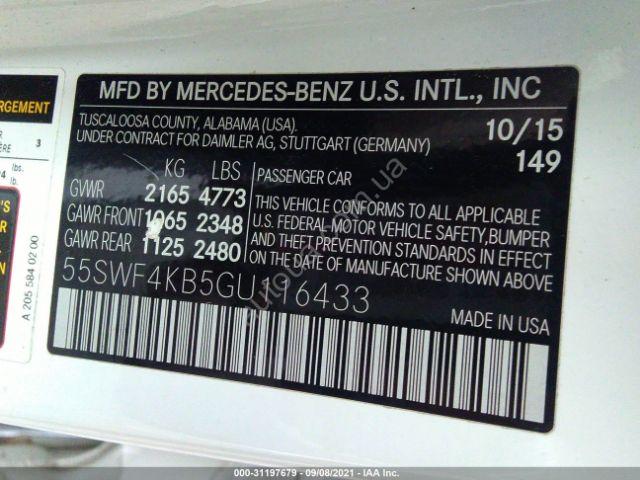 MFD BY MERCEDES-BENZ U.S. INTL., INC
TUSCALOOSA COUNTY, ALABAMA (USA).
UNDER CONTRACT FOR DAIMLER AG, STUTTGART (GERMANY)
10/15
149
KG LBS
GVWR 2165 4773
GAWR FRONT 1065 2348
GAWR REAR 1125 2480
PASSENGER CAR
THIS VEHICLE CONFORMS TO ALL APPLICABLE
U.S. FEDERAL MOTOR VEHICLE SAFETY, BUMPER
AND THEFT PREVENTION STANDARDS IN EFFECT
ON THE DATE OF MANUFACTURE SHOWN ABOVE.
55SWF4KB5GU116433
MADE IN USA
A 205 584 02 00
3
lbs.
lb.
000-31197679 - 09/08/2021 - IAA Inc.